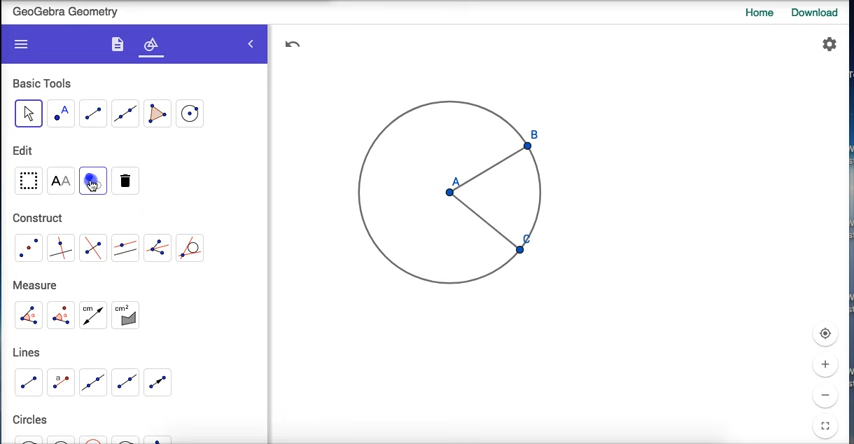 GeoGebra Geometry
Home Download
Basic Tools
A
Edit
AA
Construct
Measure
cm cm²
Lines
a
Circles
B
A
C